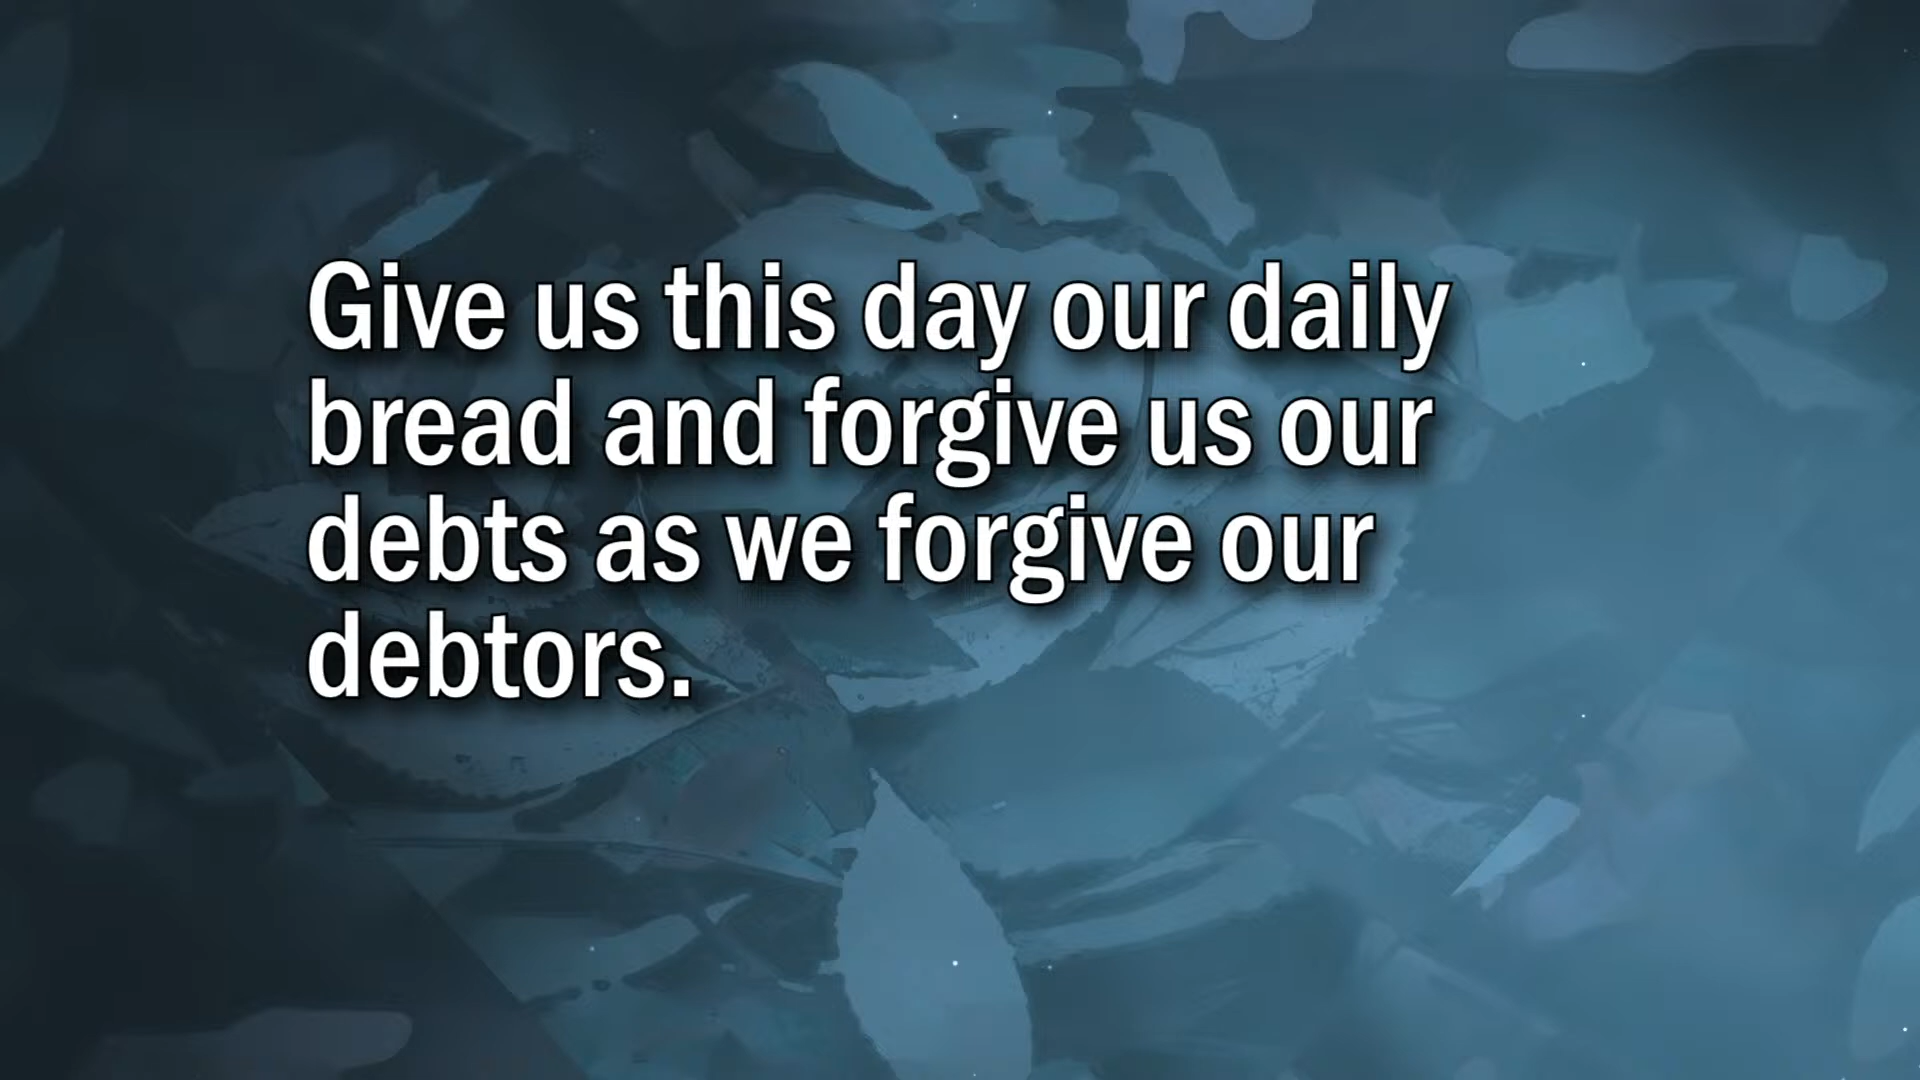 Give us this day our daily
bread and forgive us our
debts as we forgive our
debtors.